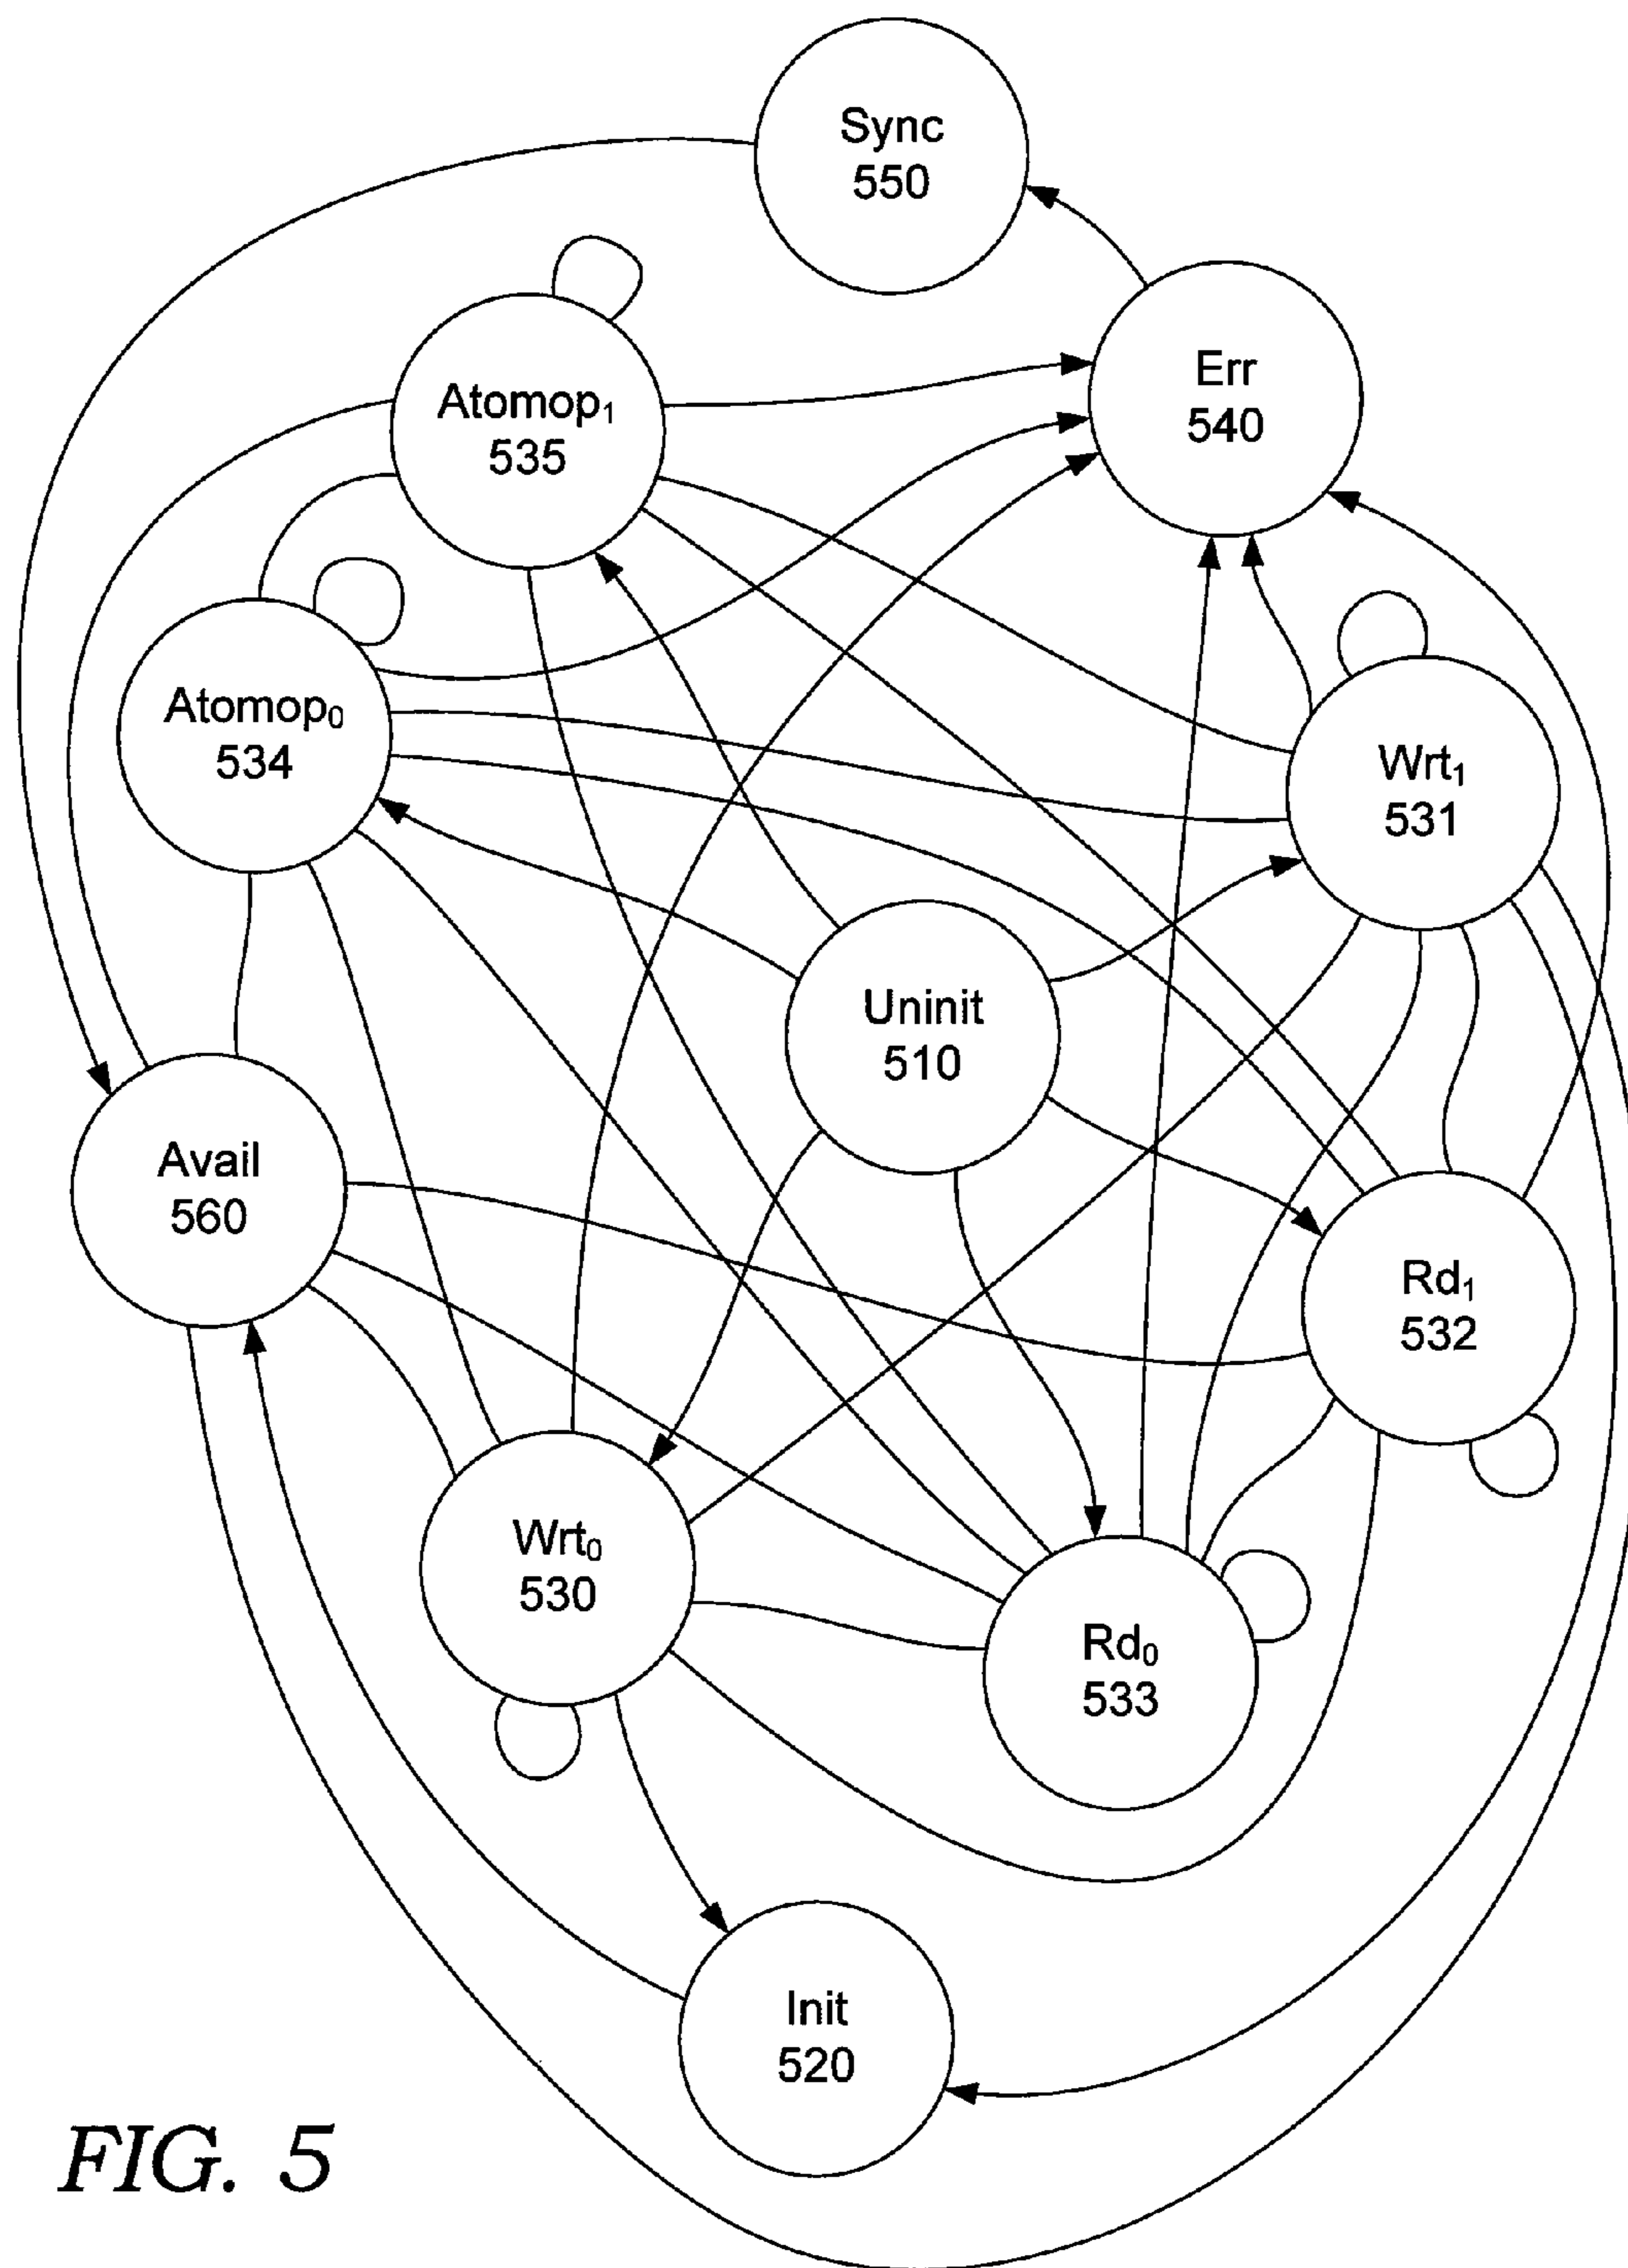 Sync
550
Err
540
Atomop₁
535
Atomop₀
534
Wrt₁
531
Uninit
510
Avail
560
Rd₁
532
Wrt₀
530
Rd₀
533
Init
520
FIG. 5